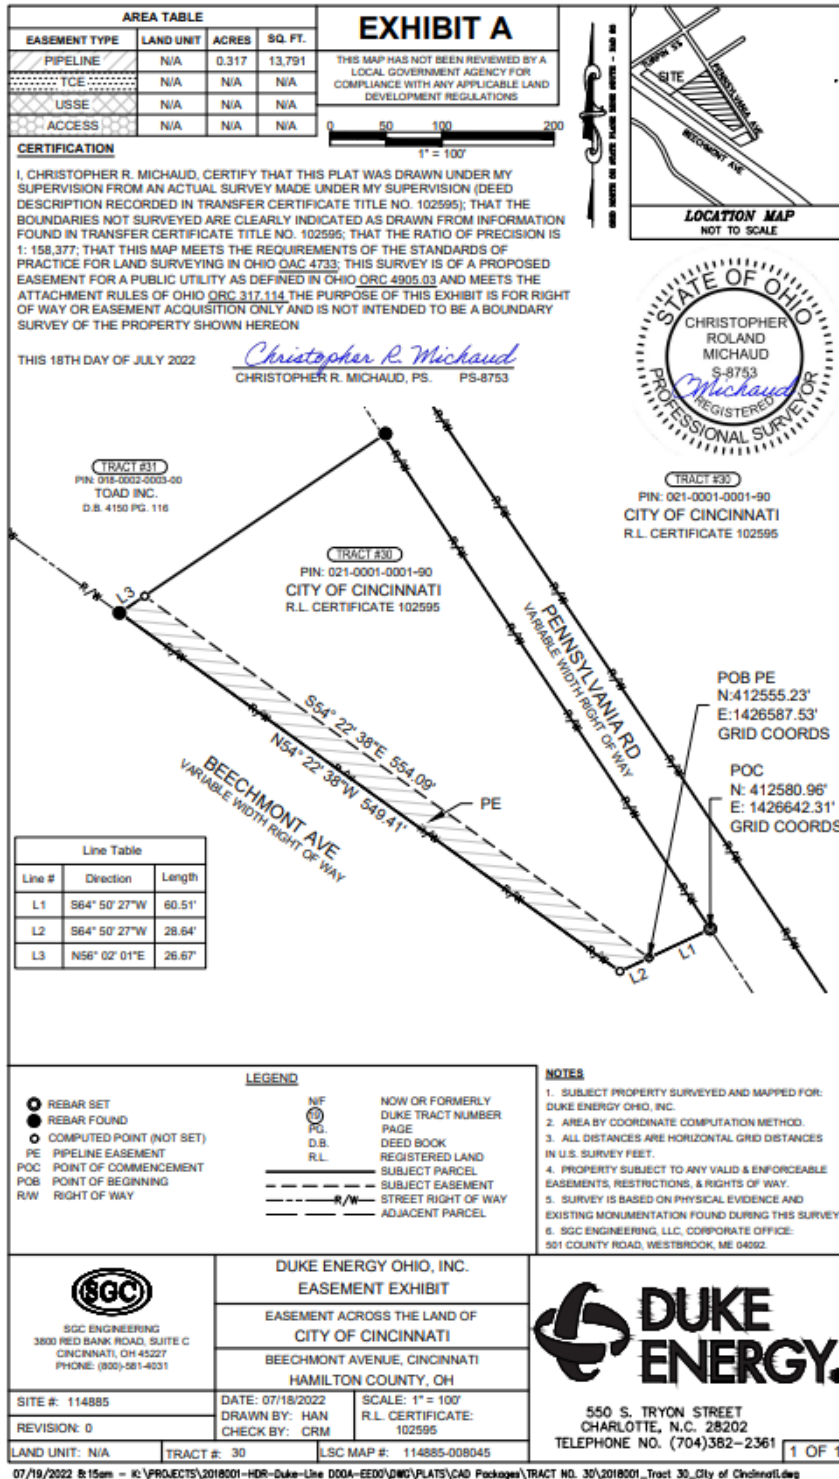 AREA TABLE
EASEMENT TYPE LAND UNIT ACRES SQ. FT.
PIPELINE N/A 0.317 13,791
TCE N/A N/A N/A
USSE N/A N/A N/A
ACCESS N/A N/A N/A
EXHIBIT A
THIS MAP HAS NOT BEEN REVIEWED BY A
LOCAL GOVERNMENT AGENCY FOR
COMPLIANCE WITH ANY APPLICABLE LAND
DEVELOPMENT REGULATIONS
0 50 100 200
1" = 100'
TURPIN ST
SITE
PENNSYLVANIA AVE
BEECHMONT AVE
LOCATION MAP
NOT TO SCALE
CERTIFICATION
I, CHRISTOPHER R. MICHAUD, CERTIFY THAT THIS PLAT WAS DRAWN UNDER MY
SUPERVISION FROM AN ACTUAL SURVEY MADE UNDER MY SUPERVISION (DEED
DESCRIPTION RECORDED IN TRANSFER CERTIFICATE TITLE NO. 102595); THAT THE
BOUNDARIES NOT SURVEYED ARE CLEARLY INDICATED AS DRAWN FROM INFORMATION
FOUND IN TRANSFER CERTIFICATE TITLE NO. 102595; THAT THE RATIO OF PRECISION IS
1: 158,377; THAT THIS MAP MEETS THE REQUIREMENTS OF THE STANDARDS OF
PRACTICE FOR LAND SURVEYING IN OHIO OAC 4733; THIS SURVEY IS OF A PROPOSED
EASEMENT FOR A PUBLIC UTILITY AS DEFINED IN OHIO ORC 4905.03 AND MEETS THE
ATTACHMENT RULES OF OHIO ORC 317.114 THE PURPOSE OF THIS EXHIBIT IS FOR RIGHT
OF WAY OR EASEMENT ACQUISITION ONLY AND IS NOT INTENDED TO BE A BOUNDARY
SURVEY OF THE PROPERTY SHOWN HEREON
THIS 18TH DAY OF JULY 2022
Christopher R. Michaud
CHRISTOPHER R. MICHAUD, PS. PS-8753
STATE OF OHIO
CHRISTOPHER
ROLAND
MICHAUD
S-8753
Michaud
REGISTERED
PROFESSIONAL SURVEYOR
TRACT #31
PIN: 018-0002-0003-00
TOAD INC.
D.B. 4150 PG. 116
TRACT #30
PIN: 021-0001-0001-90
CITY OF CINCINNATI
R.L. CERTIFICATE 102595
TRACT #30
PIN: 021-0001-0001-90
CITY OF CINCINNATI
R.L. CERTIFICATE 102595
R/W
L3
S54° 22' 38"E 554.09'
N54° 22' 38"W 549.41'
BEECHMONT AVE
VARIABLE WIDTH RIGHT OF WAY
PENNSYLVANIA RD
VARIABLE WIDTH RIGHT OF WAY
PE
POB PE
N:412555.23'
E:1426587.53'
GRID COORDS
POC
N: 412580.96'
E: 1426642.31'
GRID COORDS
L1
L2
Line Table
Line # Direction Length
L1 S64° 50' 27"W 60.51'
L2 S64° 50' 27"W 28.64'
L3 N56° 02' 01"E 26.67'
LEGEND
REBAR SET
REBAR FOUND
COMPUTED POINT (NOT SET)
PE PIPELINE EASEMENT
POC POINT OF COMMENCEMENT
POB POINT OF BEGINNING
R/W RIGHT OF WAY
N/F NOW OR FORMERLY
DUKE TRACT NUMBER
PG. PAGE
D.B. DEED BOOK
R.L. REGISTERED LAND
SUBJECT PARCEL
SUBJECT EASEMENT
R/W STREET RIGHT OF WAY
ADJACENT PARCEL
NOTES
1. SUBJECT PROPERTY SURVEYED AND MAPPED FOR:
DUKE ENERGY OHIO, INC.
2. AREA BY COORDINATE COMPUTATION METHOD.
3. ALL DISTANCES ARE HORIZONTAL GRID DISTANCES
IN U.S. SURVEY FEET.
4. PROPERTY SUBJECT TO ANY VALID & ENFORCEABLE
EASEMENTS, RESTRICTIONS, & RIGHTS OF WAY.
5. SURVEY IS BASED ON PHYSICAL EVIDENCE AND
EXISTING MONUMENTATION FOUND DURING THIS SURVEY
6. SGC ENGINEERING, LLC, CORPORATE OFFICE:
501 COUNTY ROAD, WESTBROOK, ME 04092.
SGC
SGC ENGINEERING
3800 RED BANK ROAD, SUITE C
CINCINNATI, OH 45227
PHONE: (800)-581-4031
DUKE ENERGY OHIO, INC.
EASEMENT EXHIBIT
EASEMENT ACROSS THE LAND OF
CITY OF CINCINNATI
BEECHMONT AVENUE, CINCINNATI
HAMILTON COUNTY, OH
DUKE
ENERGY
550 S. TRYON STREET
CHARLOTTE, N.C. 28202
TELEPHONE NO. (704)382-2361
1 OF 1
SITE #: 114885
REVISION: 0
DATE: 07/18/2022
DRAWN BY: HAN
CHECK BY: CRM
SCALE: 1" = 100'
R.L. CERTIFICATE:
102595
LAND UNIT: N/A TRACT #: 30 LSC MAP #: 114885-008045
07/19/2022 8:15am - K:\PROJECTS\2018001-HDR-Duke-Line D00A-EE00\DWG\PLATS\CAD Packages\TRACT NO. 30\2018001_Tract 30_City of Cincinnati.dwg